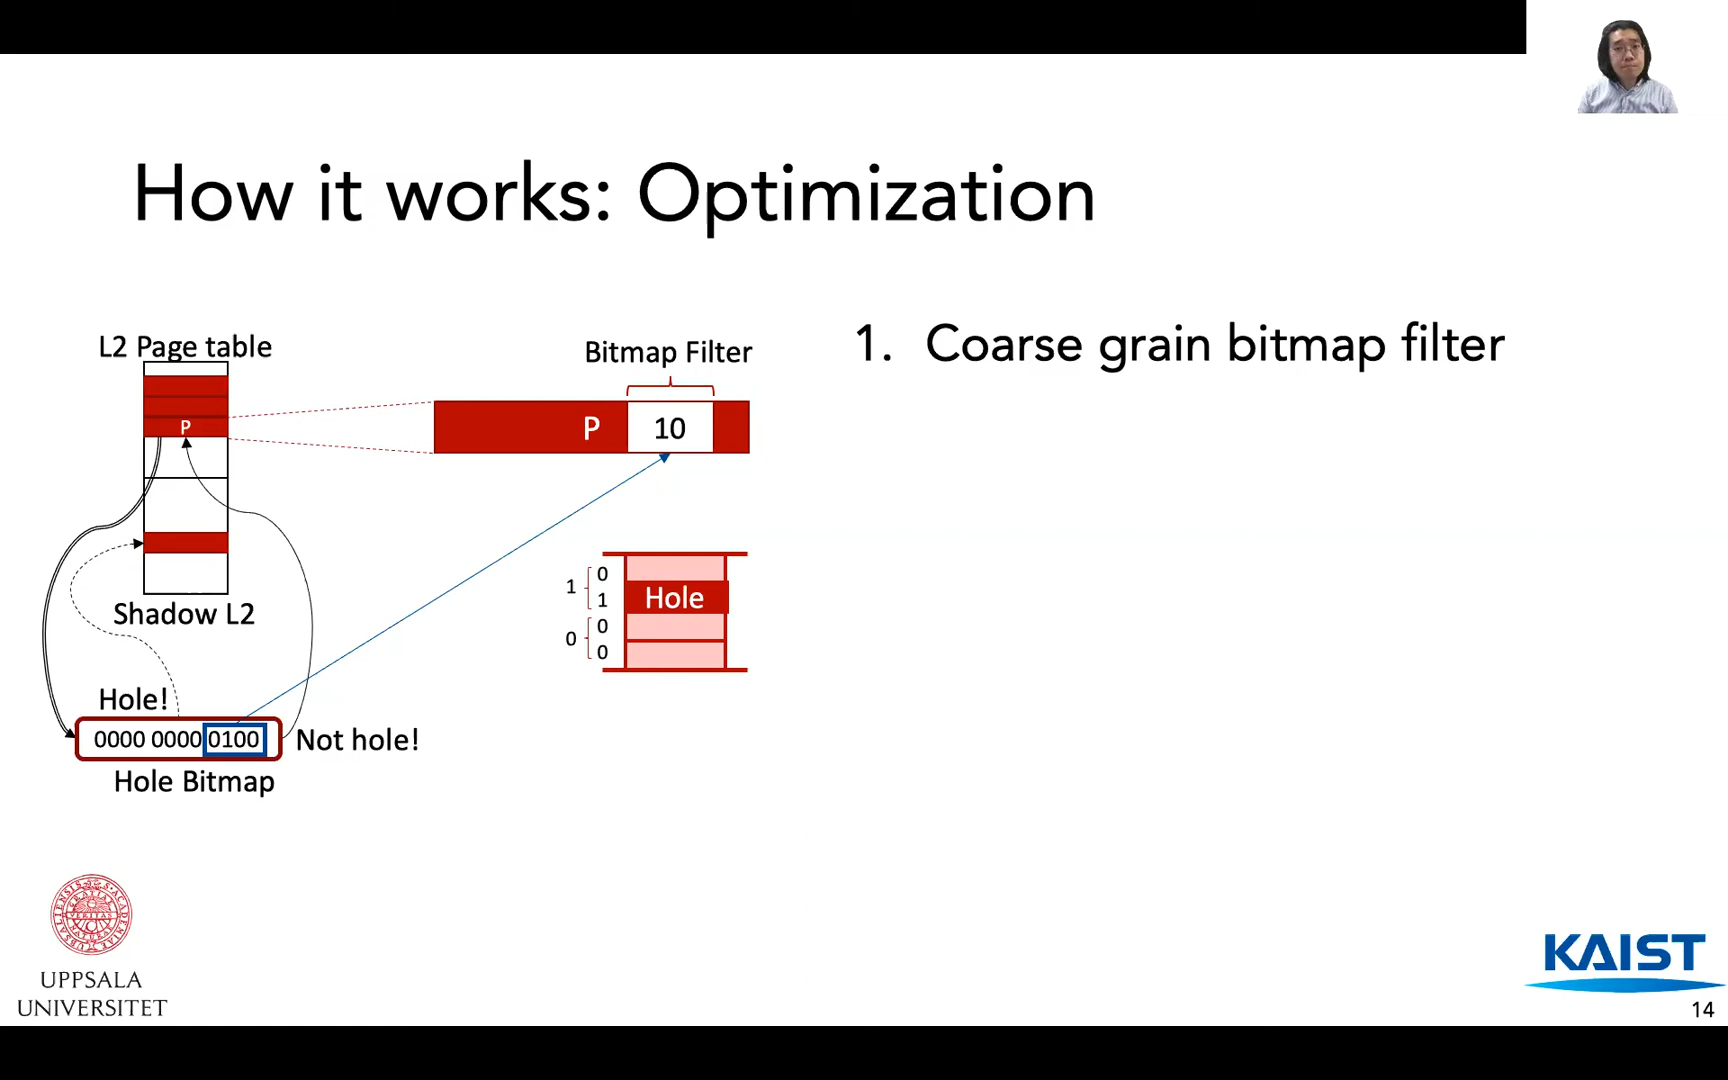 How it works: Optimization
L2 Page table
P
Shadow L2
Hole!
0000 0000 0100
Not hole!
Hole Bitmap
Bitmap Filter
P 10
1
0
1
Hole
0
0
0
1. Coarse grain bitmap filter
UPPSALA
UNIVERSITET
KAIST
14